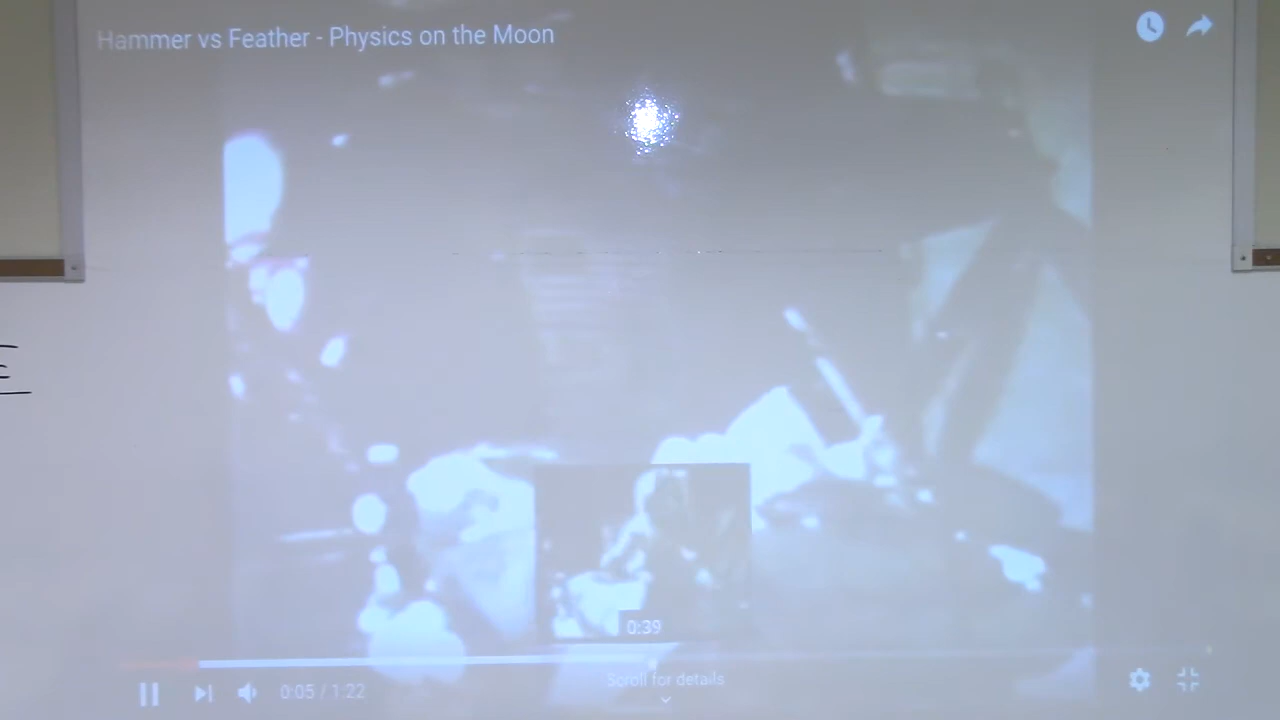 Hammer vs Feather - Physics on the Moon
0:39
0:05 / 1:22
Scroll for details